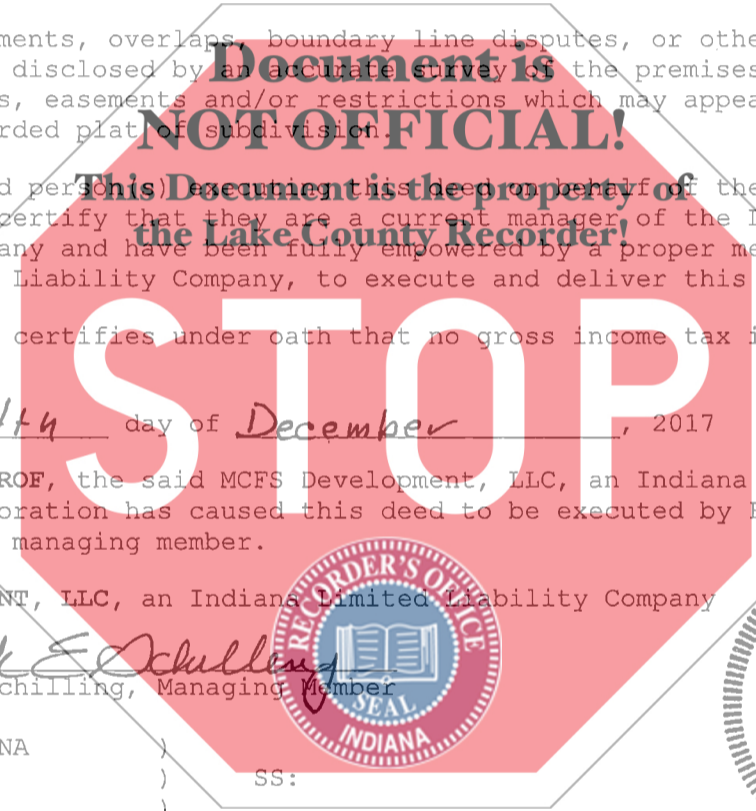 ments, overlaps, boundary line disputes, or othe
Document is
disclosed by an accurate survey of the premises
s, easements and/or restrictions which may appea
NOT OFFICIAL!
rded plat of subdivision.
This Document is the property of
d person(s) executing this deed on behalf of the
ertify that they are a current manager of the
the Lake County Recorder!
any and have been fully empowered by a proper me
Liability Company, to execute and deliver this
STOP
certifies under oath that no gross income tax i
th day of December, 2017
ROF, the said MCFS Development, LLC, an Indiana
oration has caused this deed to be executed by
managing member.
NT, LLC, an Indiana Limited Liability Company
k E Schilling
chilling, Managing Member
RECORDER'S OFFICE
SEAL
INDIANA
NA )
) SS:
)